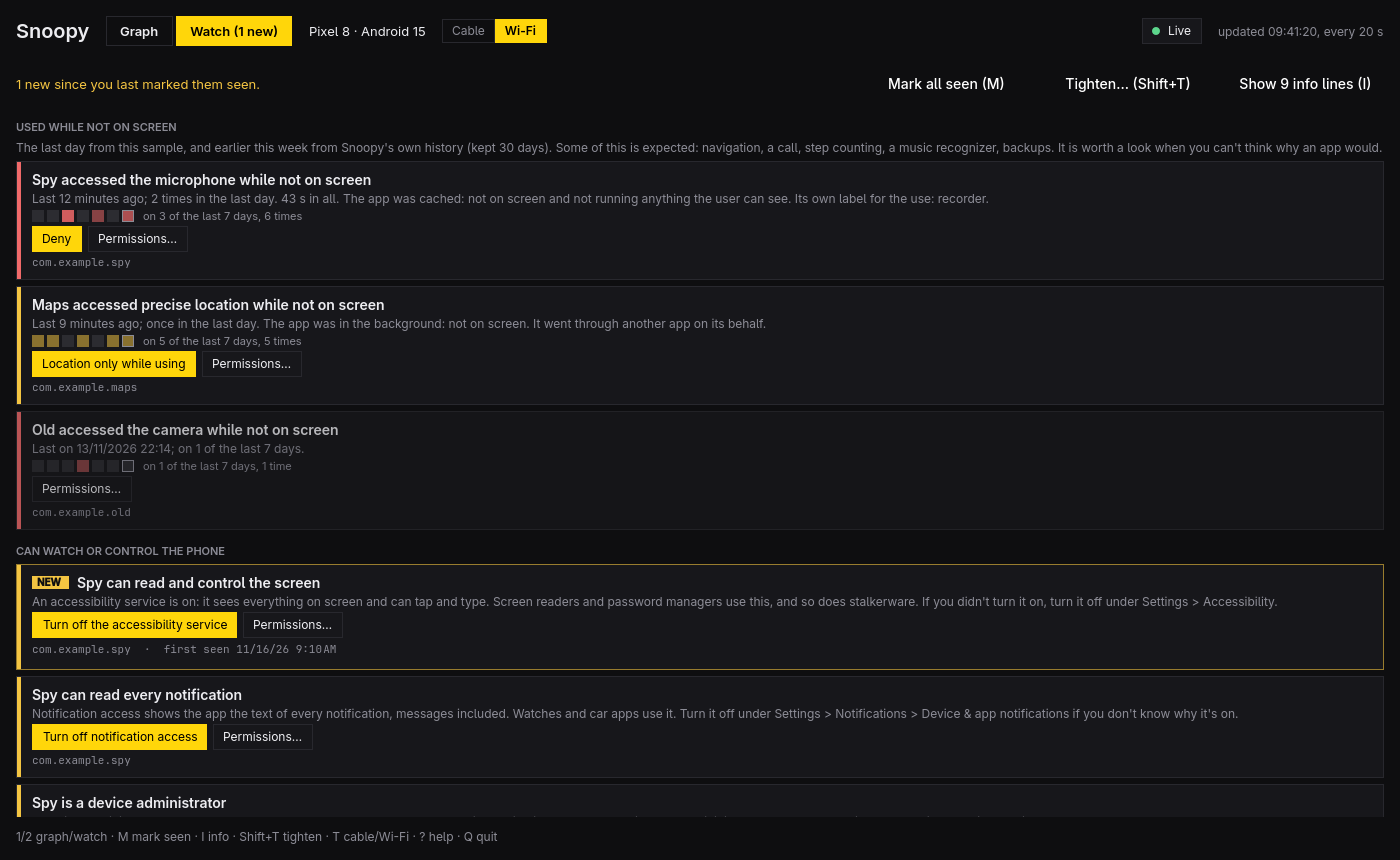 Snoopy
Graph
Watch (1 new)
Pixel 8 · Android 15
Cable
Wi-Fi
Live
updated 09:41:20, every 20 s
1 new since you last marked them seen.
Mark all seen (M)
Tighten... (Shift+T)
Show 9 info lines (I)
USED WHILE NOT ON SCREEN
The last day from this sample, and earlier this week from Snoopy's own history (kept 30 days). Some of this is expected: navigation, a call, step counting, a music recognizer, backups. It is worth a look when you can't think why an app would.
Spy accessed the microphone while not on screen
Last 12 minutes ago; 2 times in the last day. 43 s in all. The app was cached: not on screen and not running anything the user can see. Its own label for the use: recorder.
on 3 of the last 7 days, 6 times
Deny
Permissions...
com.example.spy
Maps accessed precise location while not on screen
Last 9 minutes ago; once in the last day. The app was in the background: not on screen. It went through another app on its behalf.
on 5 of the last 7 days, 5 times
Location only while using
Permissions...
com.example.maps
Old accessed the camera while not on screen
Last on 13/11/2026 22:14; on 1 of the last 7 days.
on 1 of the last 7 days, 1 time
Permissions...
com.example.old
CAN WATCH OR CONTROL THE PHONE
NEW Spy can read and control the screen
An accessibility service is on: it sees everything on screen and can tap and type. Screen readers and password managers use this, and so does stalkerware. If you didn't turn it on, turn it off under Settings > Accessibility.
Turn off the accessibility service
Permissions...
com.example.spy · first seen 11/16/26 9:10 AM
Spy can read every notification
Notification access shows the app the text of every notification, messages included. Watches and car apps use it. Turn it off under Settings > Notifications > Device & app notifications if you don't know why it's on.
Turn off notification access
Permissions...
com.example.spy
Spy is a device administrator
1/2 graph/watch · M mark seen · I info · Shift+T tighten · T cable/Wi-Fi · ? help · Q quit